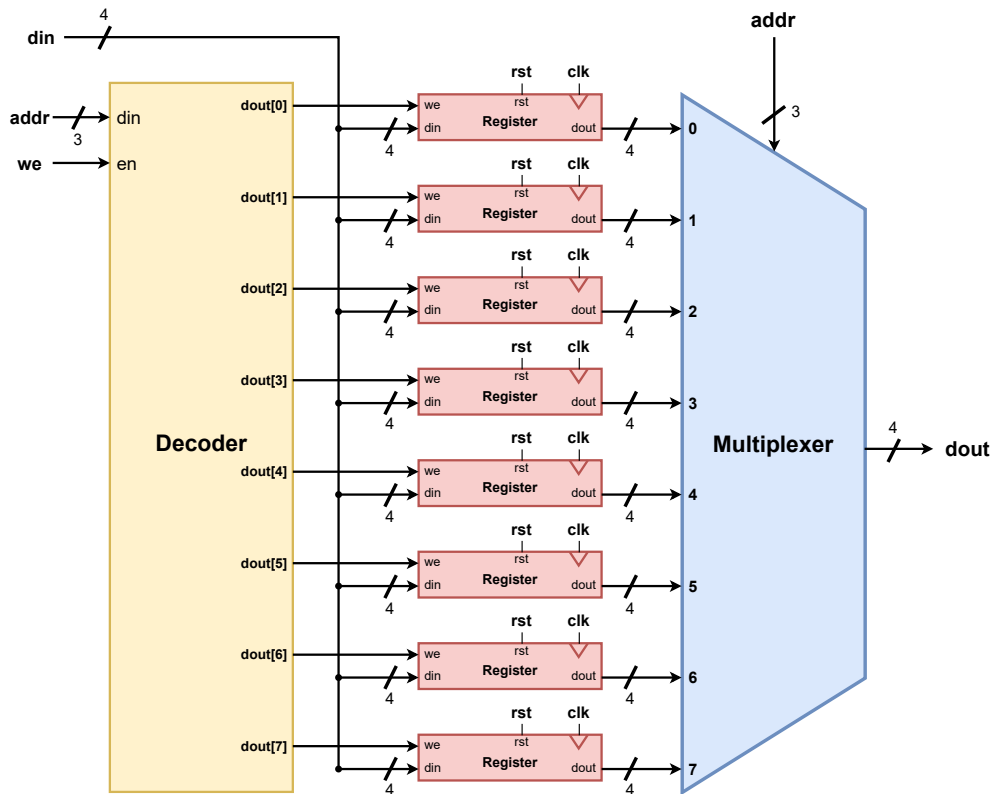 4
din
addr
rst clk
dout[0]
we
rst
addr
din
3
Register
3
din
dout
0
we
en
4
4
rst clk
dout[1]
we
rst
Register
din
dout
1
4
4
rst clk
dout[2]
we
rst
Register
din
dout
2
4
4
rst clk
dout[3]
we
rst
Register
din
dout
3
4
4
Decoder
Multiplexer
4
dout
rst clk
dout[4]
we
rst
Register
din
dout
4
4
4
rst clk
dout[5]
we
rst
Register
din
dout
5
4
4
rst clk
dout[6]
we
rst
Register
din
dout
6
4
4
rst clk
dout[7]
we
rst
Register
din
dout
7
4
4